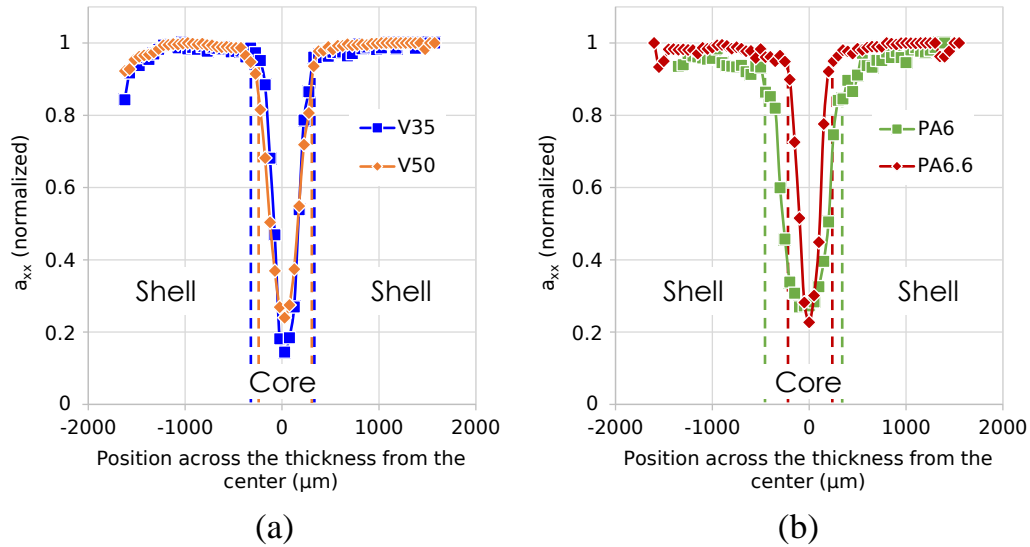 1
0.8
0.6
0.4
0.2
0
a_xx (normalized)
V35
V50
Shell
Shell
Core
-2000
-1000
0
1000
2000
Position across the thickness from the
center (µm)
(a)
1
0.8
0.6
0.4
0.2
0
a_xx (normalized)
PA6
PA6.6
Shell
Shell
Core
-2000
-1000
0
1000
2000
Position across the thickness from the
center (µm)
(b)